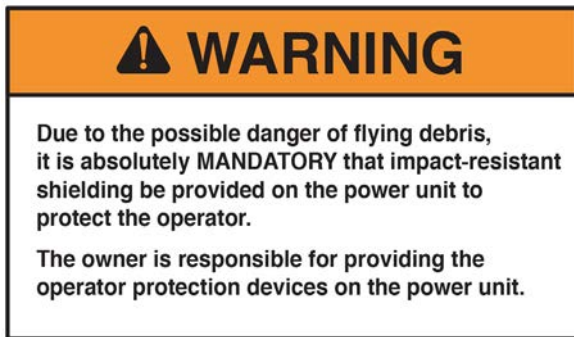 WARNING
Due to the possible danger of flying debris,
it is absolutely MANDATORY that impact-resistant
shielding be provided on the power unit to
protect the operator.
The owner is responsible for providing the
operator protection devices on the power unit.